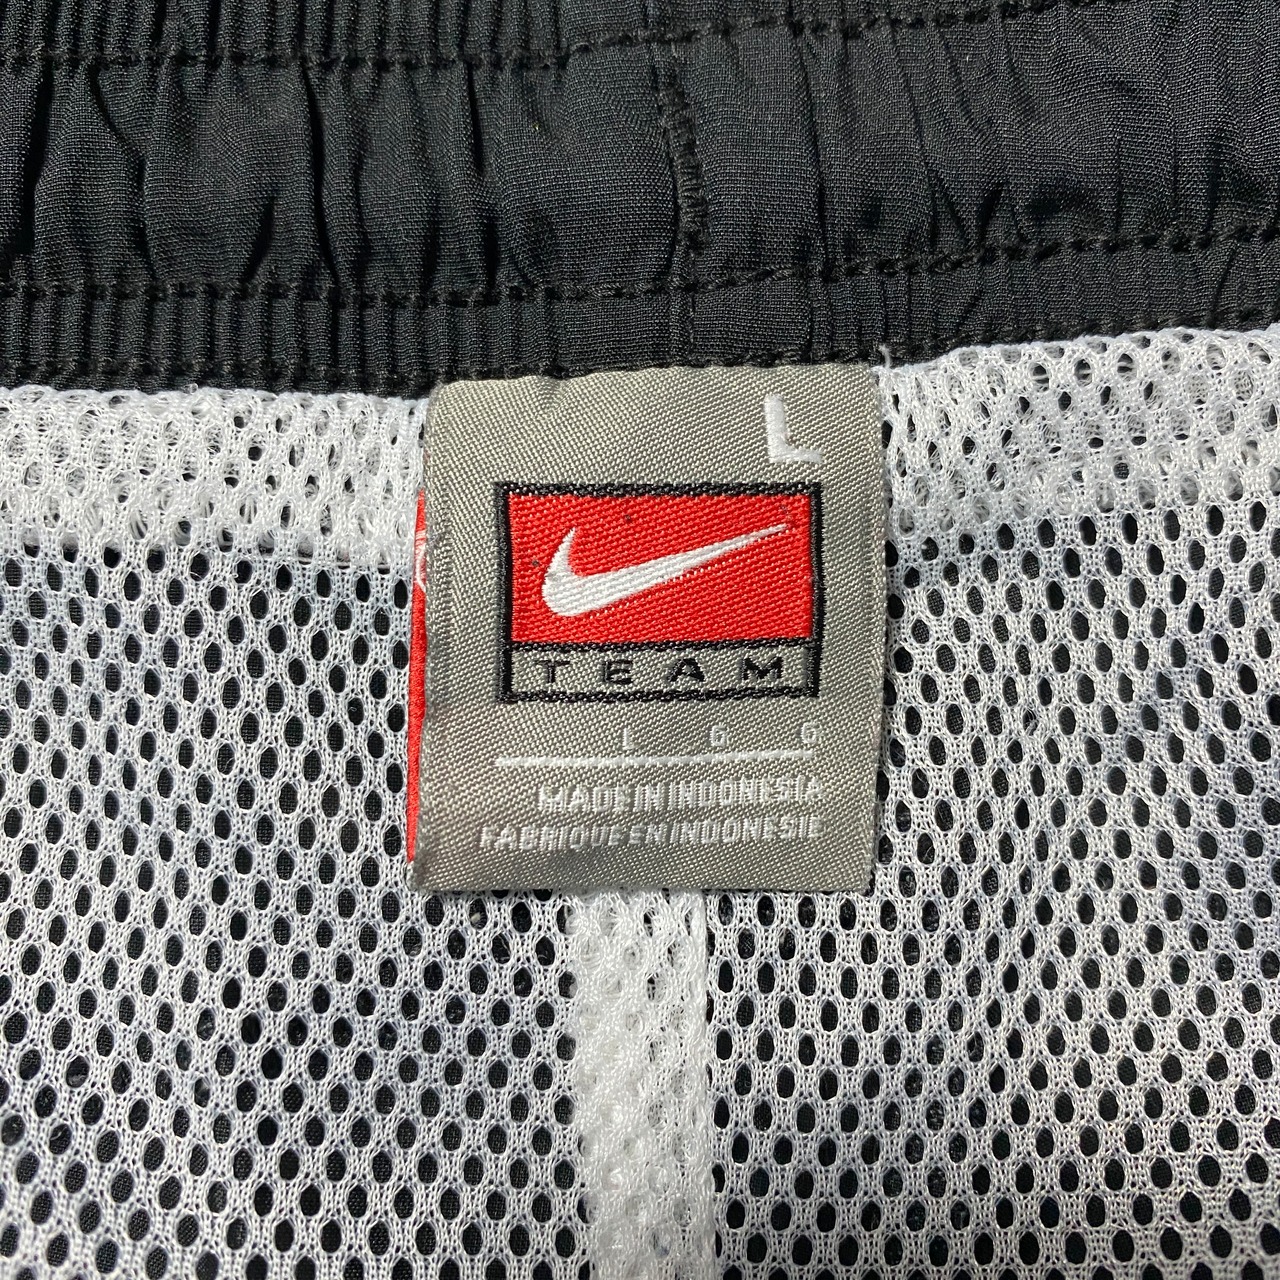 L
TEAM
L G G
MADE IN INDONESIA
FABRIQUE EN INDONESIE